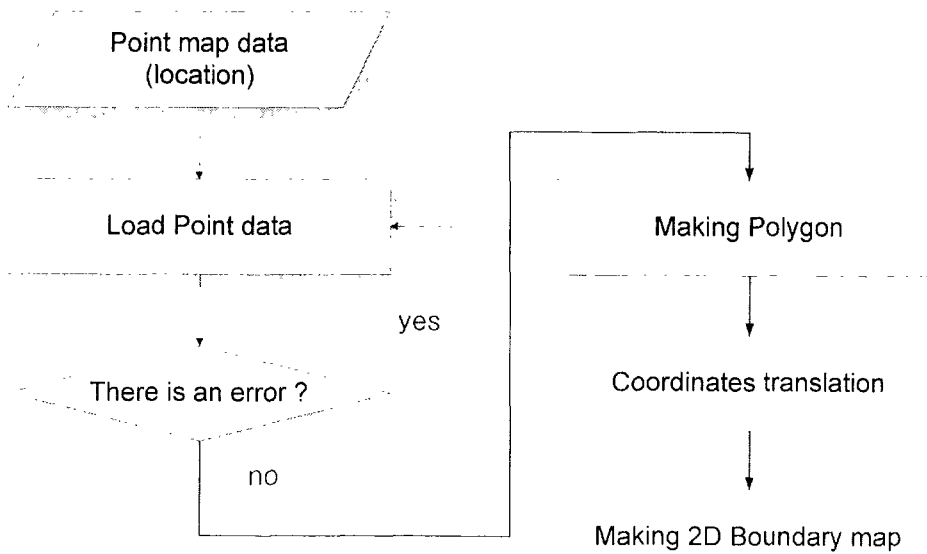 Point map data
(location)
Load Point data
yes
There is an error ?
no
Making Polygon
Coordinates translation
Making 2D Boundary map